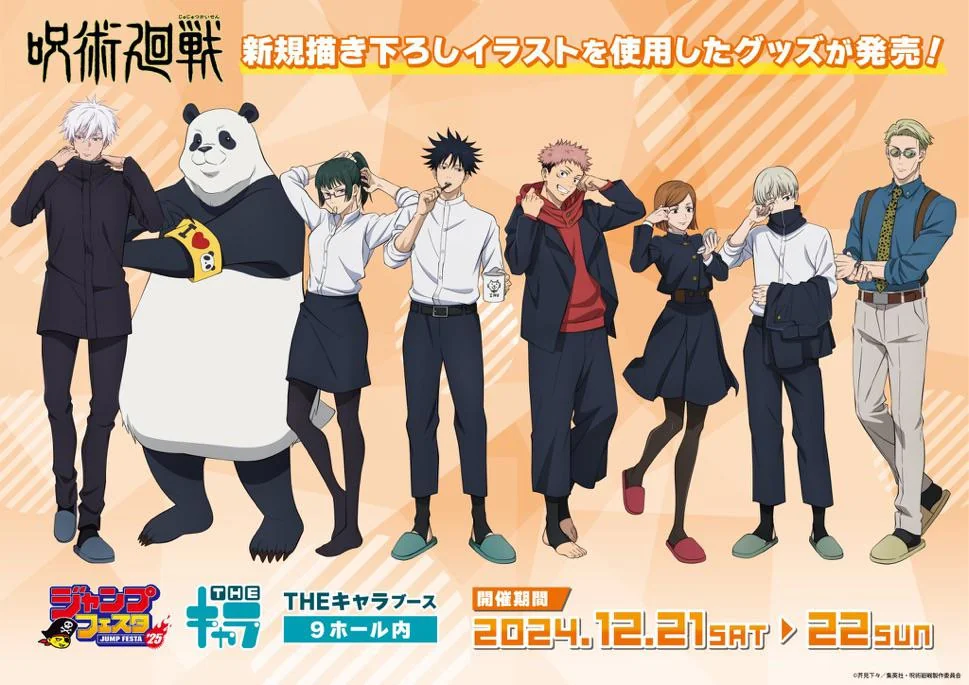 じゅじゅつかいせん
呪術廻戦
新規描き下ろしイラストを使用したグッズが発売！
I ♥
INU
ジャンプ
フェスタ
JUMP FESTA '25
THE
キャラ
THEキャラブース
9ホール内
開催期間
2024.12.21SAT ▶ 22SUN
©芥見下々／集英社・呪術廻戦製作委員会